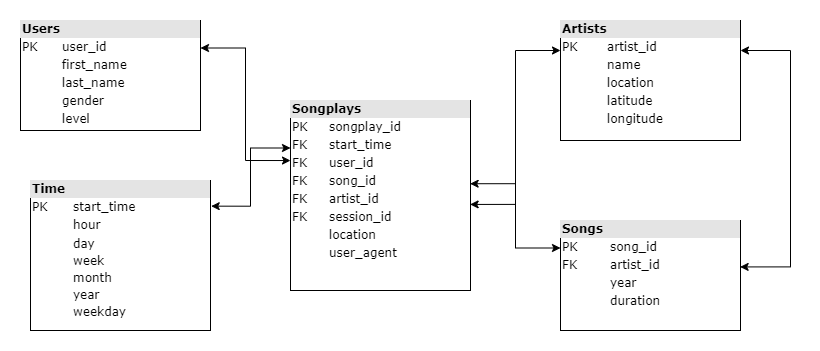 Users
PK user_id
first_name
last_name
gender
level
Time
PK start_time
hour
day
week
month
year
weekday
Songplays
PK songplay_id
FK start_time
FK user_id
FK song_id
FK artist_id
FK session_id
location
user_agent
Artists
PK artist_id
name
location
latitude
longitude
Songs
PK song_id
FK artist_id
year
duration